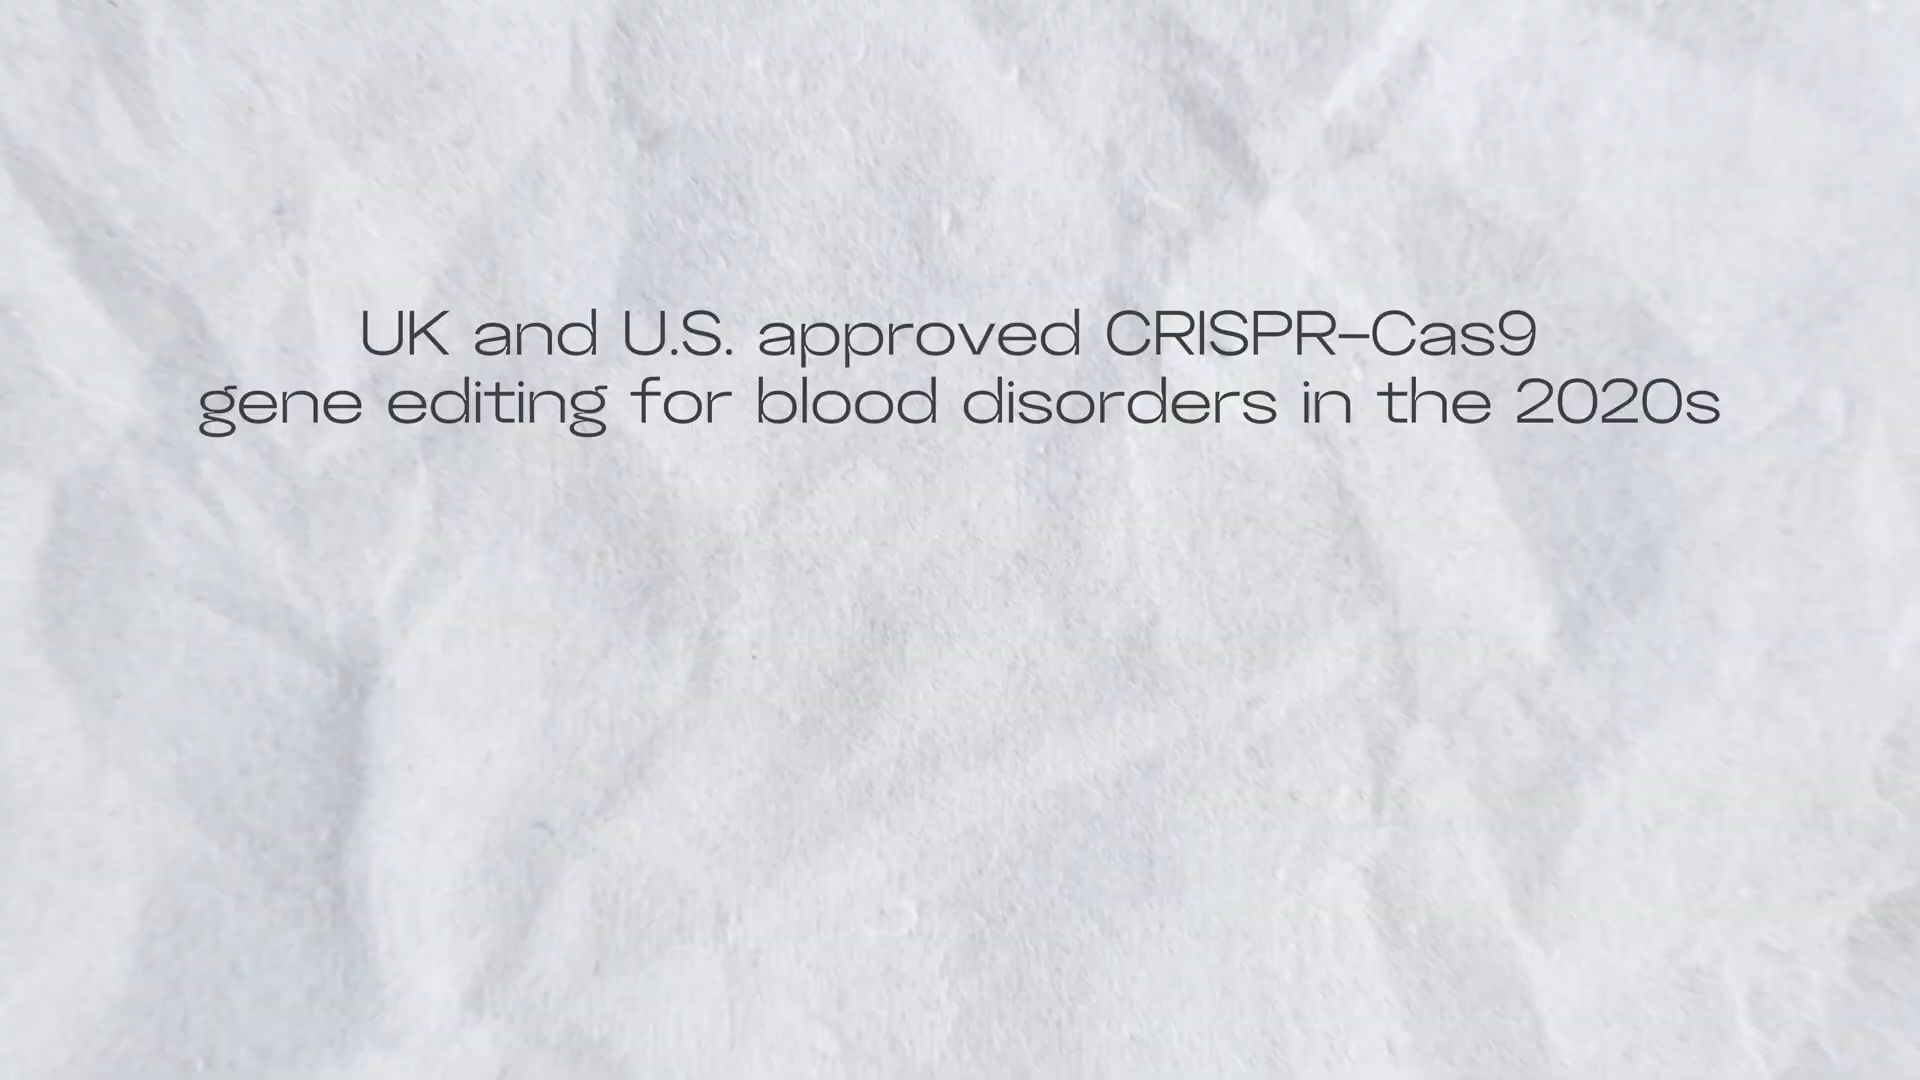 UK and U.S. approved CRISPR-Cas9
gene editing for blood disorders in the 2020s